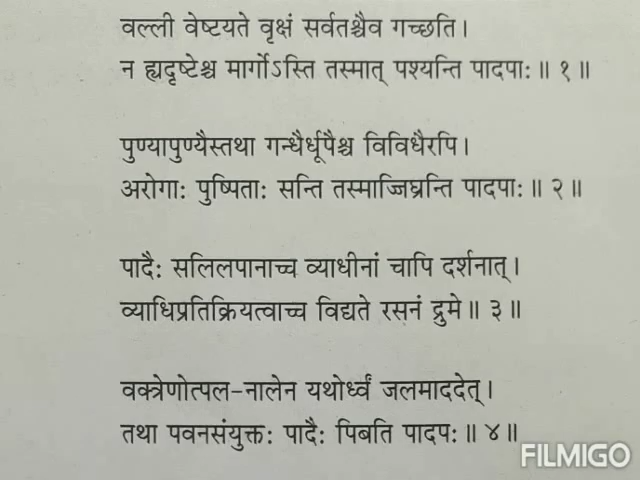 वल्ली वेष्टयते वृक्षं सर्वतश्चैव गच्छति।
न ह्यदृष्टेश्च मार्गोऽस्ति तस्मात् पश्यन्ति पादपाः॥ १॥
पुण्यापुण्यैस्तथा गन्धैर्धूपैश्च विविधैरपि।
अरोगाः पुष्पिताः सन्ति तस्माज्जिघ्रन्ति पादपाः॥ २॥
पादैः सलिलपानाच्च व्याधीनां चापि दर्शनात्।
व्याधिप्रतिक्रियत्वाच्च विद्यते रसनं द्रुमे॥ ३॥
वक्त्रेणोत्पल-नालेन यथोर्ध्वं जलमाददेत्।
तथा पवनसंयुक्तः पादैः पिबति पादपः॥ ४॥
FILMIGO